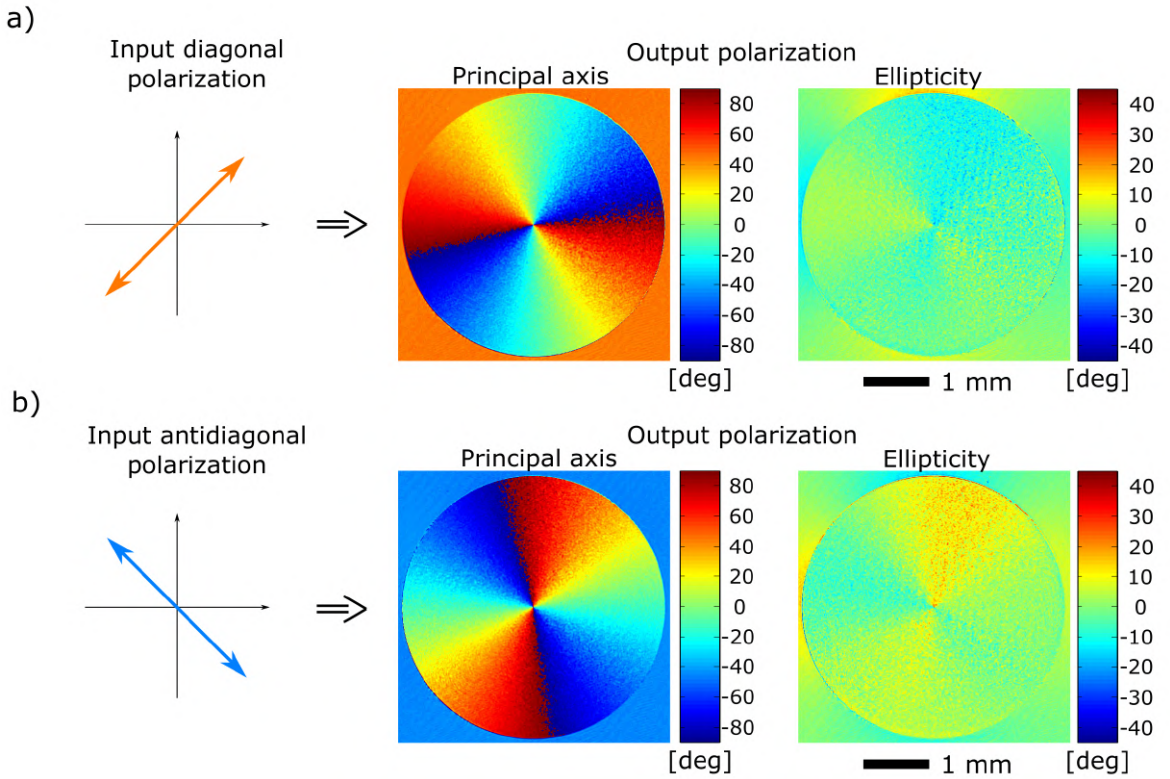 a)
Input diagonal
polarization
Output polarization
Principal axis
Ellipticity
80
60
40
20
0
-20
-40
-60
-80
[deg]
40
30
20
10
0
-10
-20
-30
-40
[deg]
1 mm
b)
Input antidiagonal
polarization
Output polarization
Principal axis
Ellipticity
80
60
40
20
0
-20
-40
-60
-80
[deg]
40
30
20
10
0
-10
-20
-30
-40
[deg]
1 mm